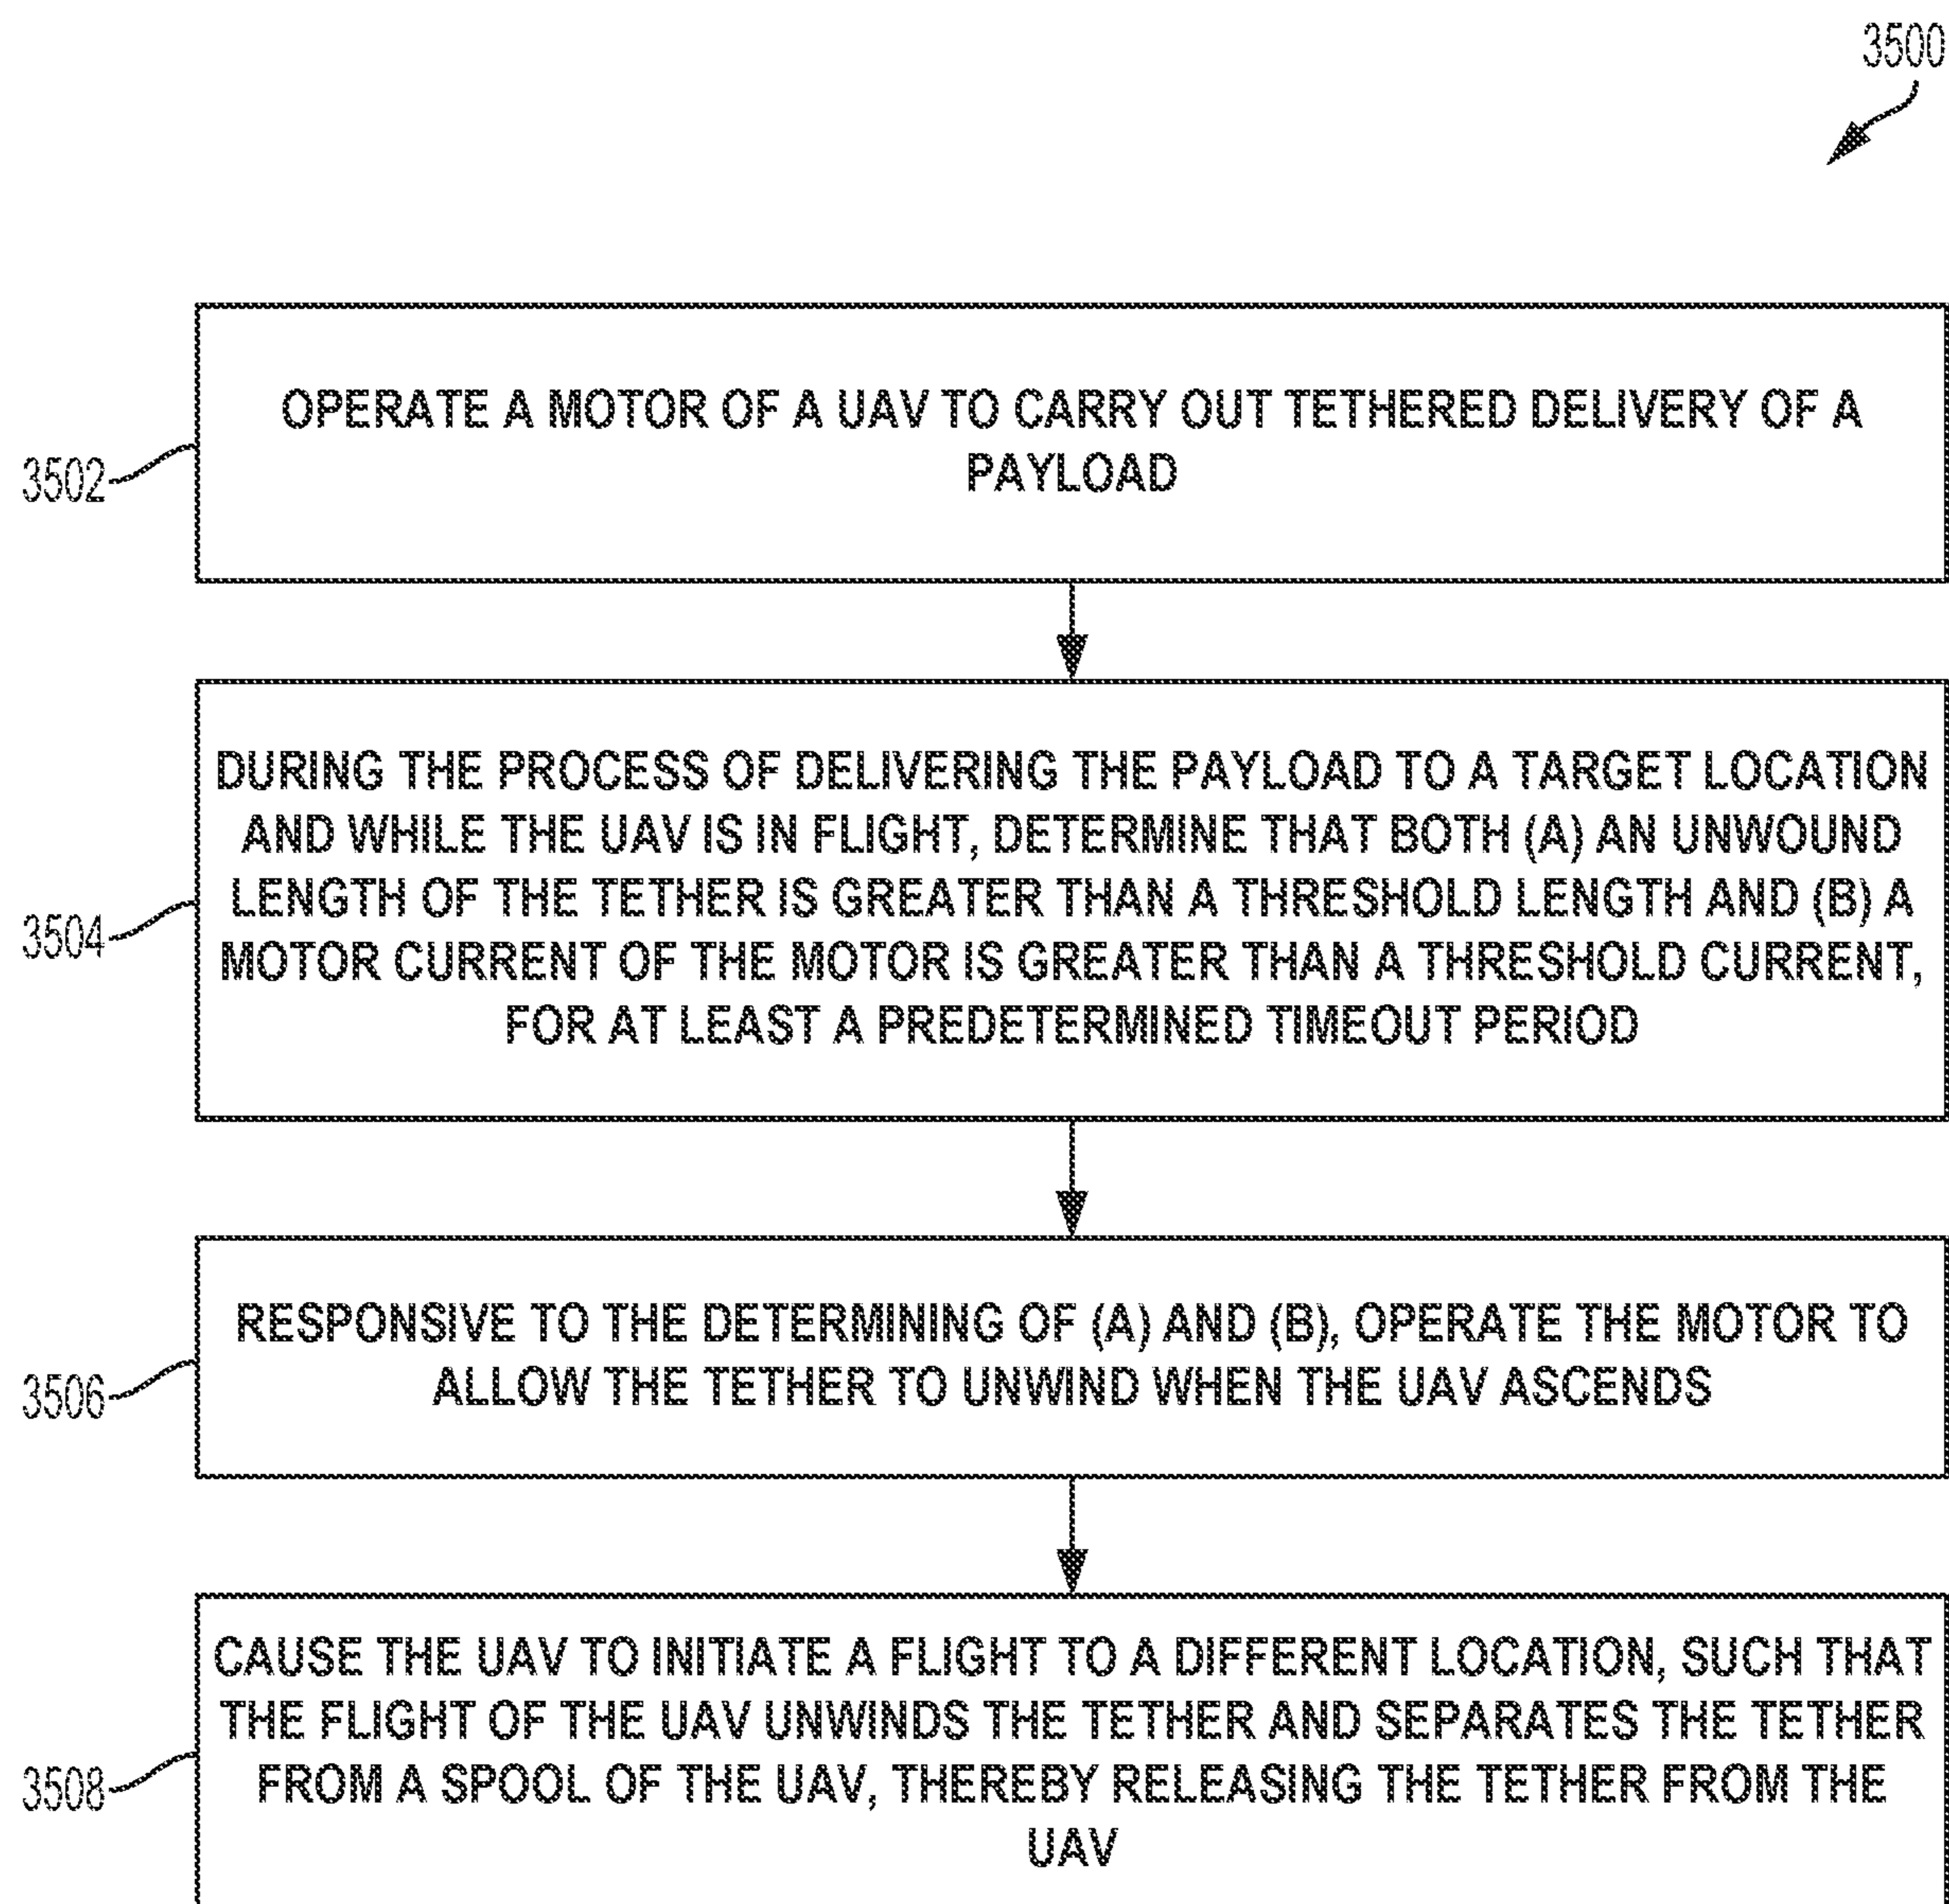 3500
OPERATE A MOTOR OF A UAV TO CARRY OUT TETHERED DELIVERY OF A
PAYLOAD
3502
DURING THE PROCESS OF DELIVERING THE PAYLOAD TO A TARGET LOCATION
AND WHILE THE UAV IS IN FLIGHT, DETERMINE THAT BOTH (A) AN UNWOUND
LENGTH OF THE TETHER IS GREATER THAN A THRESHOLD LENGTH AND (B) A
MOTOR CURRENT OF THE MOTOR IS GREATER THAN A THRESHOLD CURRENT,
FOR AT LEAST A PREDETERMINED TIMEOUT PERIOD
3504
RESPONSIVE TO THE DETERMINING OF (A) AND (B), OPERATE THE MOTOR TO
ALLOW THE TETHER TO UNWIND WHEN THE UAV ASCENDS
3506
CAUSE THE UAV TO INITIATE A FLIGHT TO A DIFFERENT LOCATION, SUCH THAT
THE FLIGHT OF THE UAV UNWINDS THE TETHER AND SEPARATES THE TETHER
FROM A SPOOL OF THE UAV, THEREBY RELEASING THE TETHER FROM THE
UAV
3508